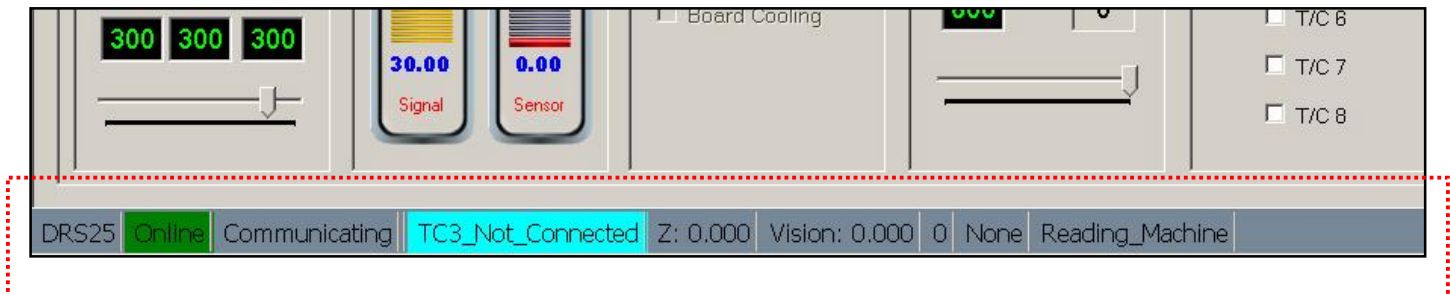 Board Cooling
T/C 6
300 300 300
30.00 0.00
T/C 7
Signal Sensor
T/C 8
DRS25 Online Communicating TC3_Not_Connected Z: 0.000 Vision: 0.000 0 None Reading_Machine